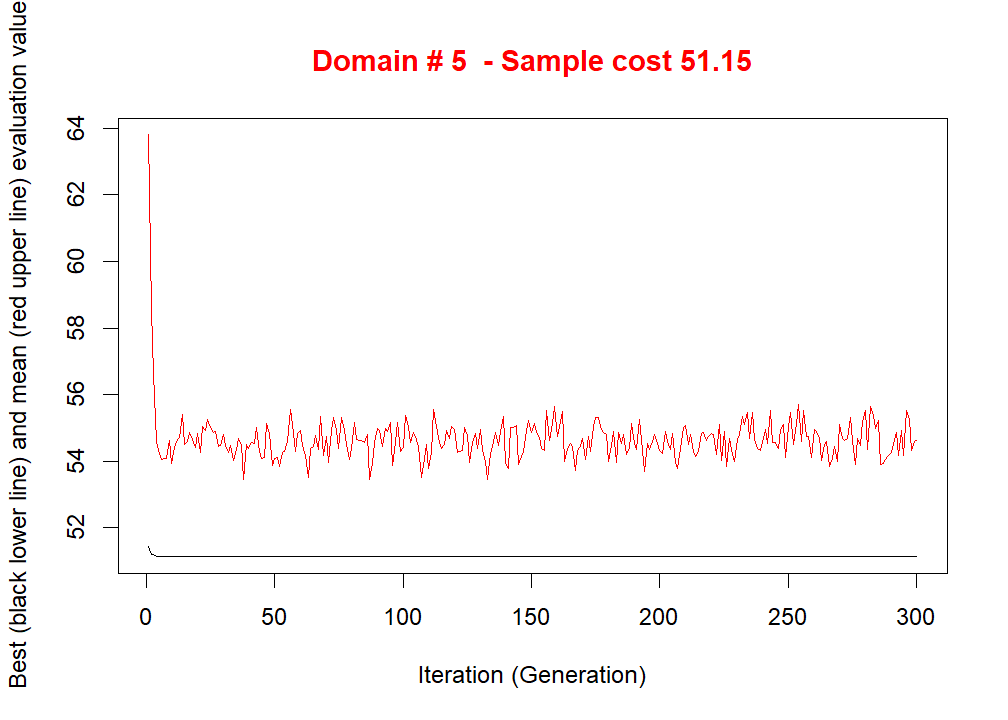 Domain # 5  - Sample cost 51.15
Best (black lower line) and mean (red upper line) evaluation value
64
62
60
58
56
54
52
0 50 100 150 200 250 300
Iteration (Generation)